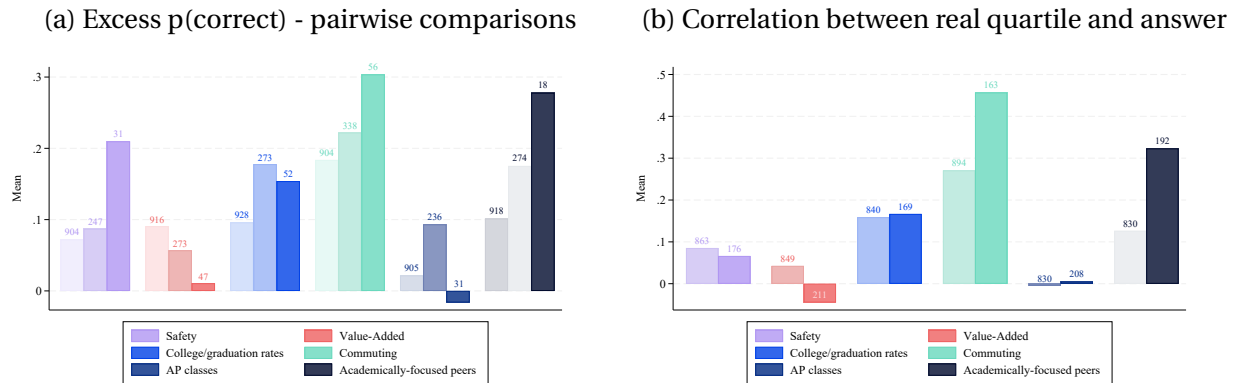 (a) Excess p(correct) - pairwise comparisons
.3
.2
.1
0
Mean
904 247 31
916 273 47
928 273 52
904 338 56
905 236 31
918 274 18
Safety Value-Added
College/graduation rates Commuting
AP classes Academically-focused peers
(b) Correlation between real quartile and answer
.5
.4
.3
.2
.1
0
Mean
863 176
849 211
840 169
894 163
830 208
830 192
Safety Value-Added
College/graduation rates Commuting
AP classes Academically-focused peers